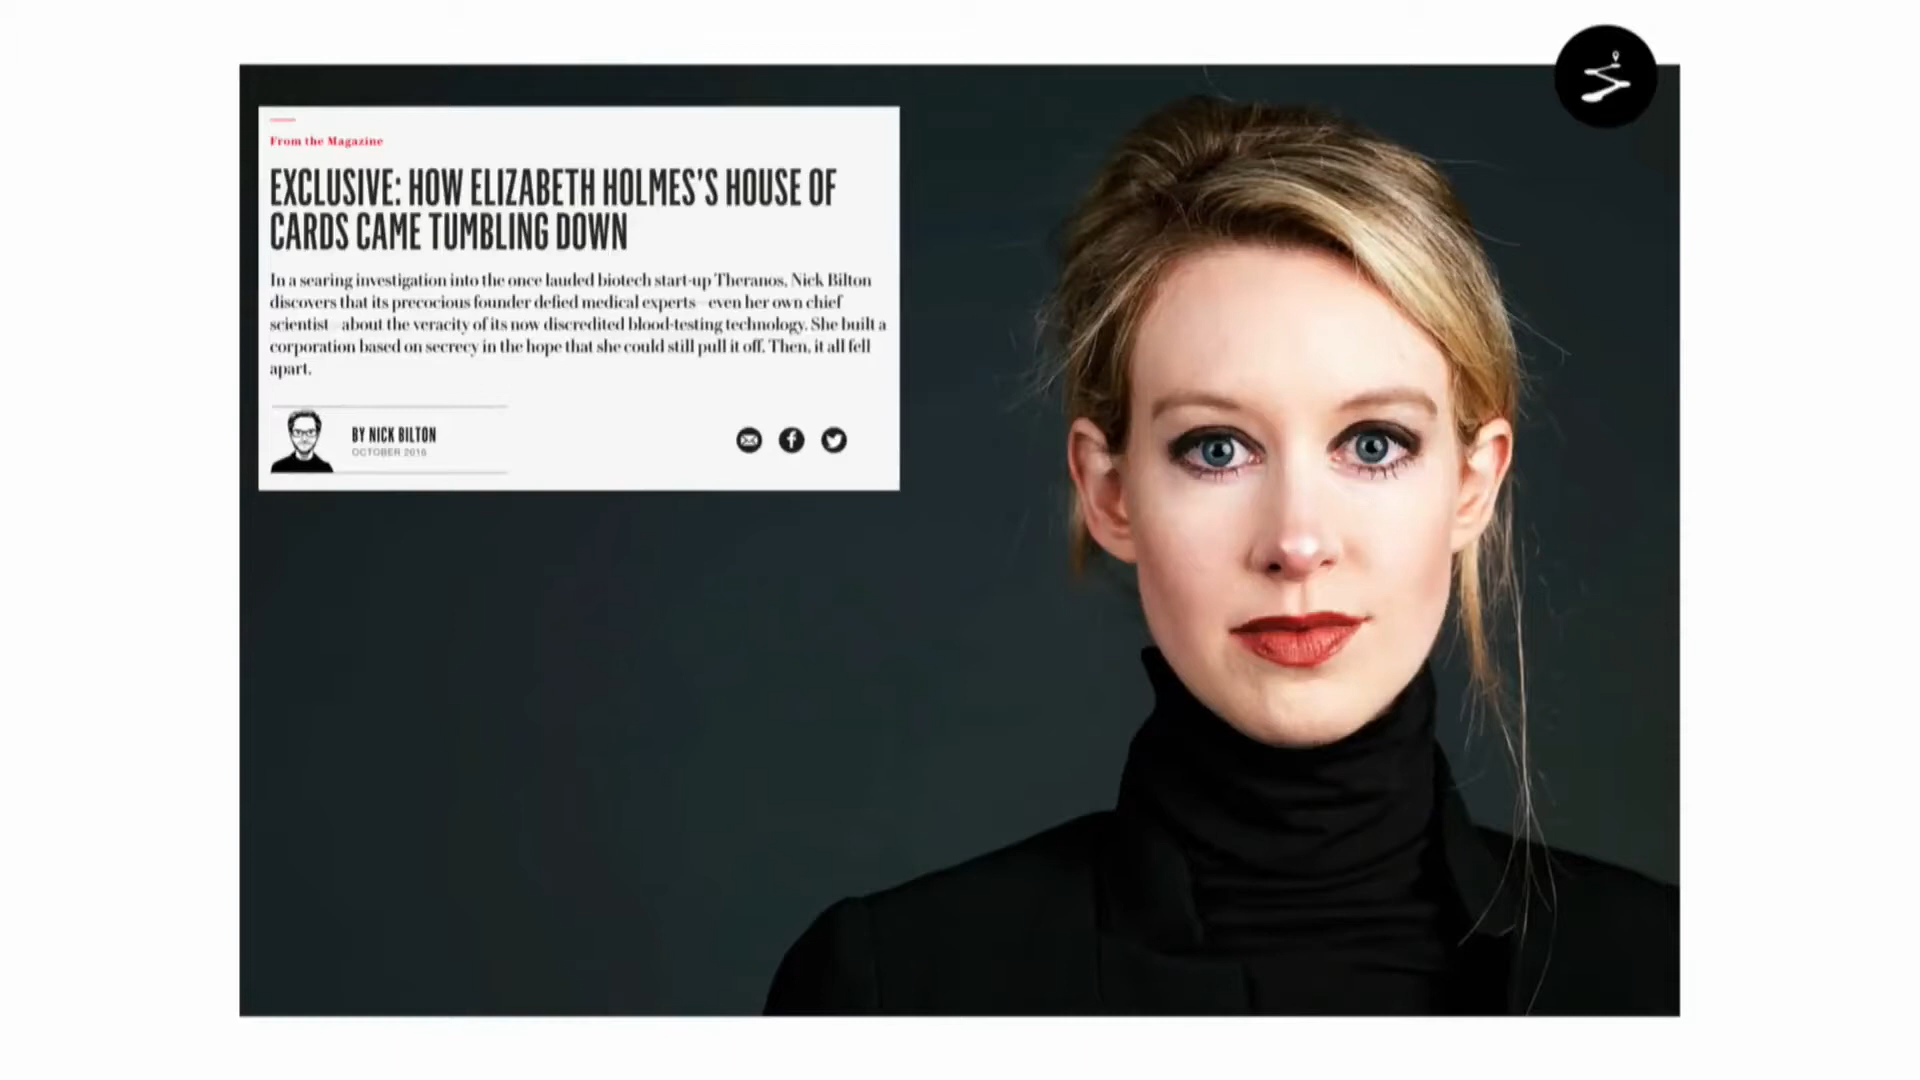 From the Magazine
EXCLUSIVE: HOW ELIZABETH HOLMES'S HOUSE OF
CARDS CAME TUMBLING DOWN
In a searing investigation into the once lauded biotech start-up Theranos, Nick Bilton
discovers that its precocious founder defied medical experts—even her own chief
scientist—about the veracity of its now discredited blood-testing technology. She built a
corporation based on secrecy in the hope that she could still pull it off. Then, it all fell
apart.
BY NICK BILTON
OCTOBER 2016